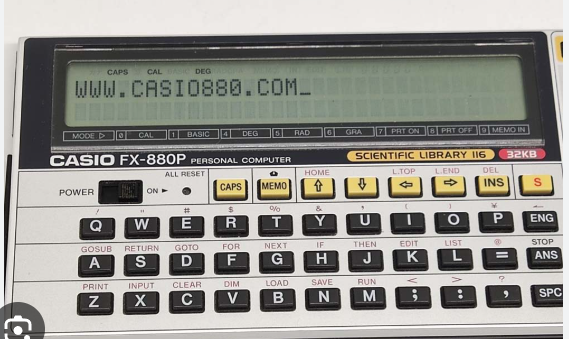 CAPS CAL DEG
WWW.CASIO880.COM_
MODE ▷ 0 CAL 1 BASIC 4 DEG 5 RAD 6 GRA 7 PRT ON 8 PRT OFF 9 MEMO IN
CASIO FX-880P PERSONAL COMPUTER SCIENTIFIC LIBRARY 116 32KB
ALL RESET HOME L.TOP L.END DEL
POWER ON ► CAPS MEMO ⇧ ⇩ ⇦ ⇨ INS S
! " # $ % & ' ( ) ¥
Q W E R T Y U I O P ENG
GOSUB RETURN GOTO FOR NEXT IF THEN EDIT LIST @ STOP
A S D F G H J K L = ANS
PRINT INPUT CLEAR DIM LOAD SAVE RUN < > ?
Z X C V B N M ; : , SPC